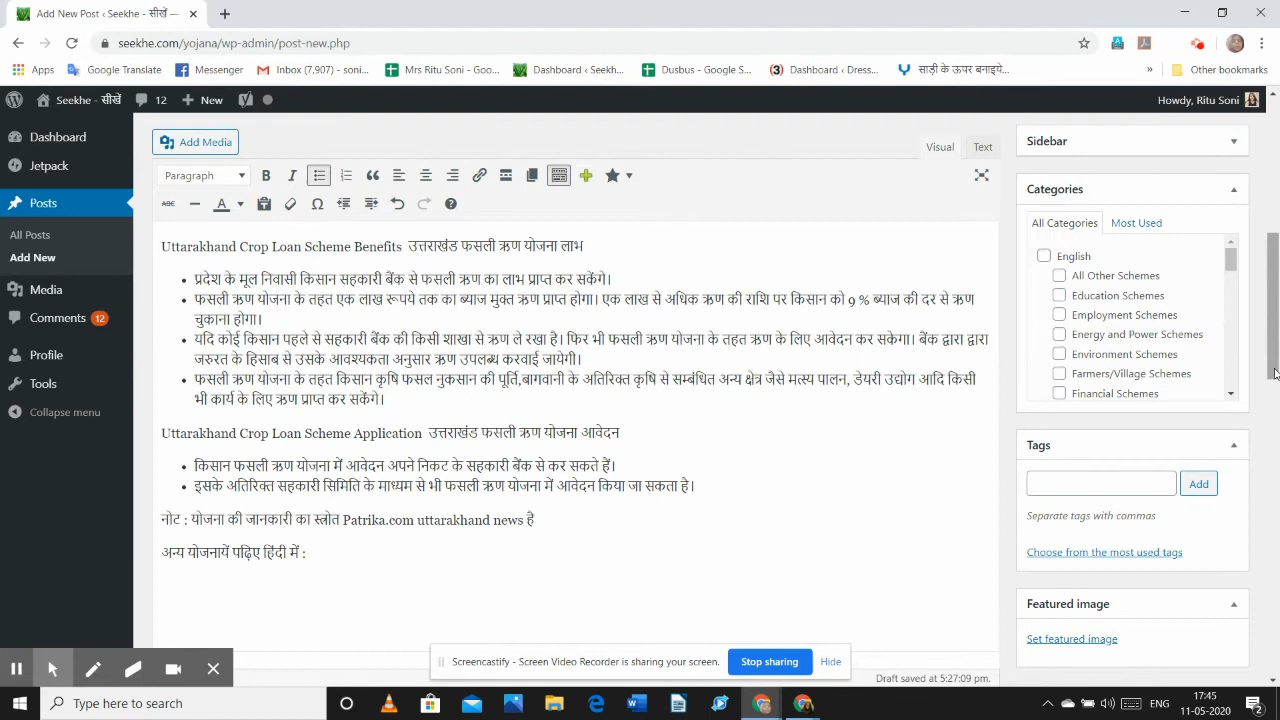 Add New Post ‹ Seekhe - सीखें —
seekhe.com/yojana/wp-admin/post-new.php
Apps
Google Translate
Messenger
Inbox (7,907) - soni...
Mrs Ritu Soni - Goo...
Dashboard ‹ Seekh...
Dusbus - Google S...
Dashboard ‹ Dress...
साड़ी के ऊपर बनाइये...
»
Other bookmarks
Seekhe - सीखें
12
New
Howdy, Ritu Soni
Dashboard
Jetpack
Posts
All Posts
Add New
Media
Comments 12
Profile
Tools
Collapse menu
Add Media
Visual
Text
Paragraph
B
I
ABC
A
Uttarakhand Crop Loan Scheme Benefits उत्तराखंड फसली ऋण योजना लाभ
प्रदेश के मूल निवासी किसान सहकारी बेंक से फसली ऋण का लाभ प्राप्त कर सकेंगे।
फसली ऋण योजना के तहत एक लाख रूपये तक का ब्याज मुक्त ऋण प्राप्त होगा। एक लाख से अधिक ऋण की राशि पर किसान को 9 % ब्याज की दर से ऋण
चुकाना होगा।
यदि कोई किसान पहले से सहकारी बेंक की किसी शाखा से ऋण ले रखा है। फिर भी फसली ऋण योजना के तहत ऋण के लिए आवेदन कर सकेगा। बेंक द्वारा द्वारा
जरुरत के हिसाब से उसके आवश्यकता अनुसार ऋण उपलब्ध करवाई जायेगी।
फसली ऋण योजना के तहत किसान कृषि फसल नुकसान की पूर्ति,बागवानी के अतिरिक्त कृषि से सम्बंधित अन्य क्षेत्र जैसे मत्स्य पालन, डेयरी उद्योग आदि किसी
भी कार्य के लिए ऋण प्राप्त कर सकेंगे।
Uttarakhand Crop Loan Scheme Application उत्तराखंड फसली ऋण योजना आवेदन
किसान फसली ऋण योजना में आवेदन अपने निकट के सहकारी बेंक से कर सकते हैं।
इसके अतिरिक्त सहकारी सिमिति के माध्यम से भी फसली ऋण योजना में आवेदन किया जा सकता है।
नोट : योजना की जानकारी का स्त्रोत Patrika.com uttarakhand news है
अन्य योजनायें पढ़िए हिंदी में :
Draft saved at 5:27:09 pm.
Sidebar
Categories
All Categories
Most Used
English
All Other Schemes
Education Schemes
Employment Schemes
Energy and Power Schemes
Environment Schemes
Farmers/Village Schemes
Financial Schemes
Tags
Add
Separate tags with commas
Choose from the most used tags
Featured image
Set featured image
Screencastify - Screen Video Recorder is sharing your screen.
Stop sharing
Hide
Type here to search
ENG
17:45
11-05-2020
2